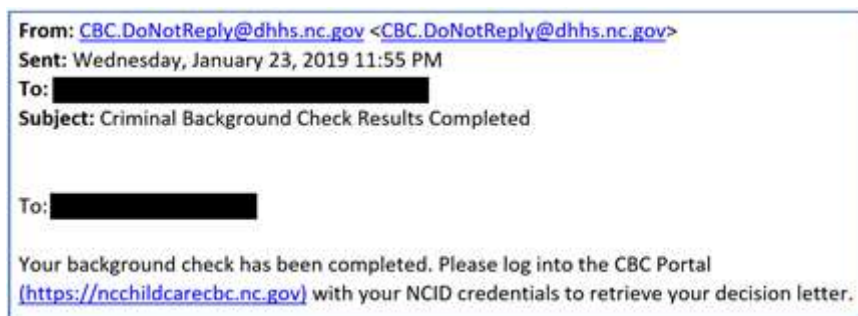 From: CBC.DoNotReply@dhhs.nc.gov <CBC.DoNotReply@dhhs.nc.gov>
Sent: Wednesday, January 23, 2019 11:55 PM
To:
Subject: Criminal Background Check Results Completed
To:
Your background check has been completed. Please log into the CBC Portal
(https://ncchildcarecbc.nc.gov) with your NCID credentials to retrieve your decision letter.